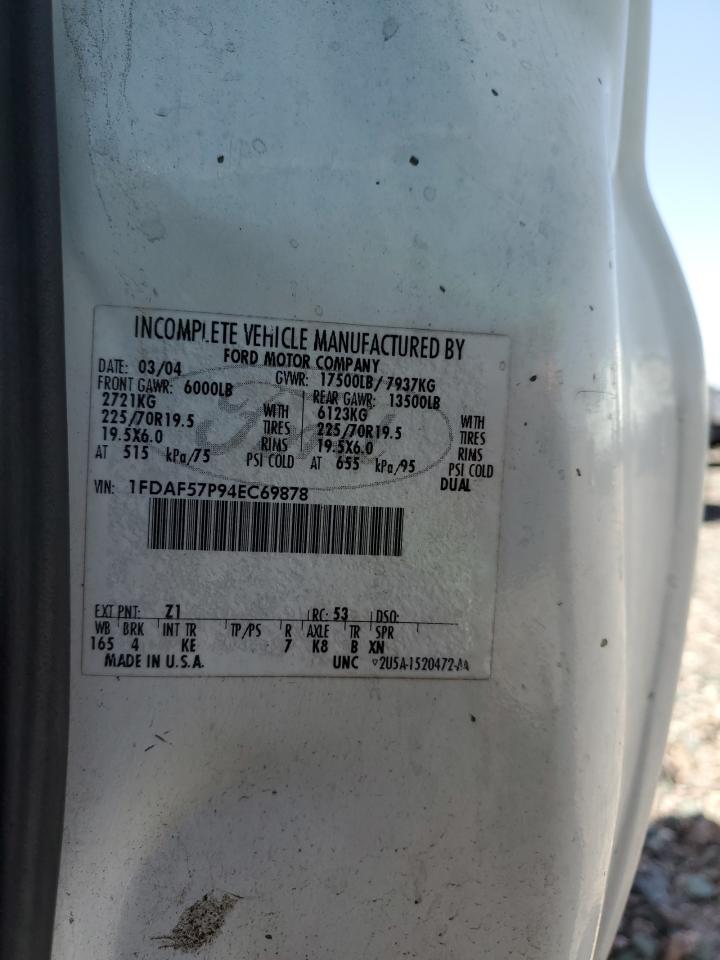 INCOMPLETE VEHICLE MANUFACTURED BY
FORD MOTOR COMPANY
DATE: 03/04 GVWR: 17500LB/ 7937KG
FRONT GAWR: 6000LB REAR GAWR: 13500LB
2721KG WITH 6123KG WITH
225/70R19.5 TIRES 225/70R19.5 TIRES
19.5X6.0 RIMS 19.5X6.0 RIMS
AT 515 kPa/75 PSI COLD AT 655 kPa/95 PSI COLD
DUAL
VIN: 1FDAF57P94EC69878
EXT PNT: Z1 RC: 53 DSO:
WB BRK INT TR TP/PS R AXLE TR SPR
165 4 KE 7 K8 B XN
MADE IN U.S.A. UNC ▽2U5A-1520472-AA
Ford